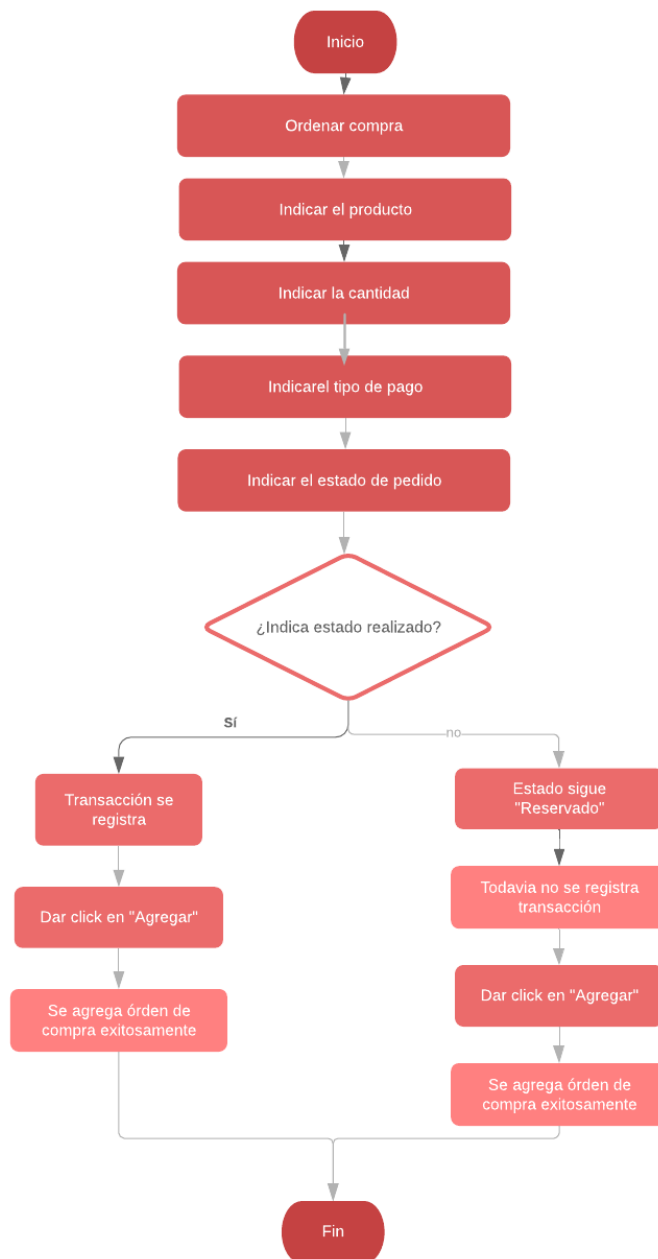 Inicio
Ordenar compra
Indicar el producto
Indicar la cantidad
Indicarel tipo de pago
Indicar el estado de pedido
¿Indica estado realizado?
Sí
no
Transacción se
registra
Dar click en "Agregar"
Se agrega órden de
compra exitosamente
Estado sigue
"Reservado"
Todavia no se registra
transacción
Dar click en "Agregar"
Se agrega órden de
compra exitosamente
Fin